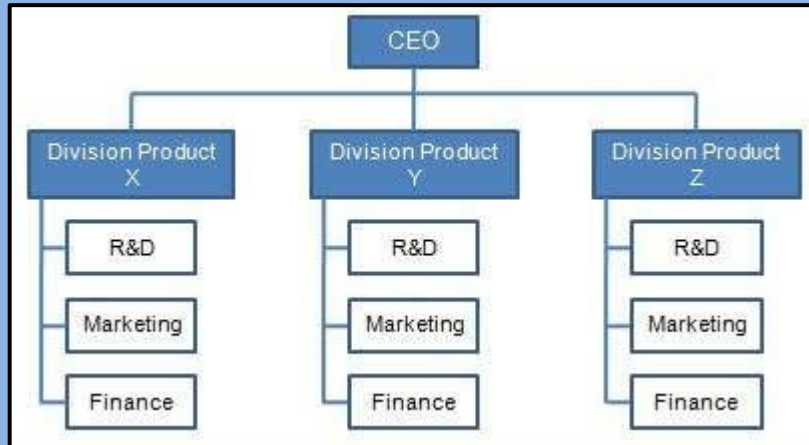 CEO
Division Product
X
Division Product
Y
Division Product
Z
R&D
R&D
R&D
Marketing
Marketing
Marketing
Finance
Finance
Finance